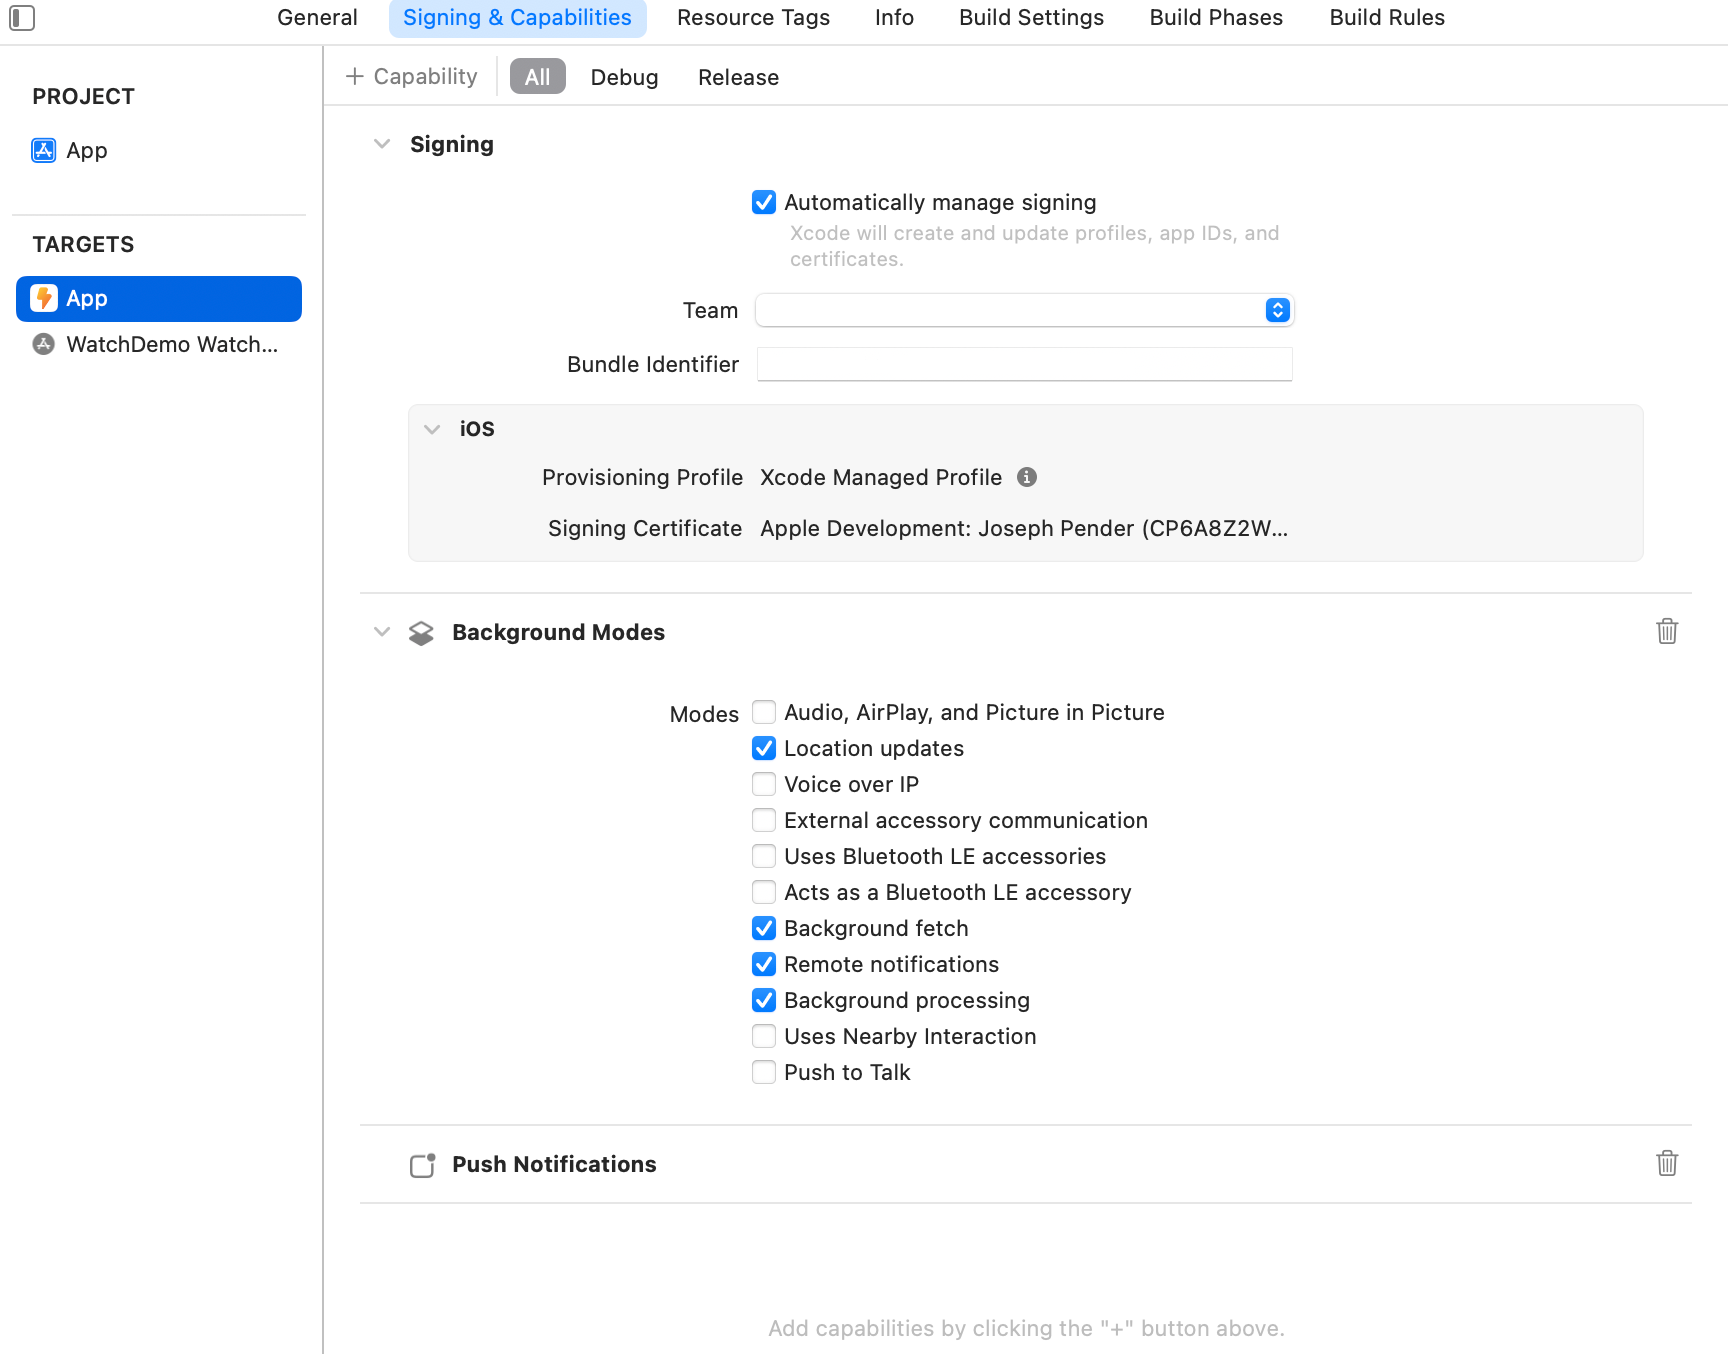 General Signing & Capabilities Resource Tags Info Build Settings Build Phases Build Rules
PROJECT
App
TARGETS
App
WatchDemo Watch...
+ Capability All Debug Release
Signing
Automatically manage signing
Xcode will create and update profiles, app IDs, and
certificates.
Team
Bundle Identifier
iOS
Provisioning Profile Xcode Managed Profile
Signing Certificate Apple Development: Joseph Pender (CP6A8Z2W...
Background Modes
Modes Audio, AirPlay, and Picture in Picture
Location updates
Voice over IP
External accessory communication
Uses Bluetooth LE accessories
Acts as a Bluetooth LE accessory
Background fetch
Remote notifications
Background processing
Uses Nearby Interaction
Push to Talk
Push Notifications
Add capabilities by clicking the "+" button above.